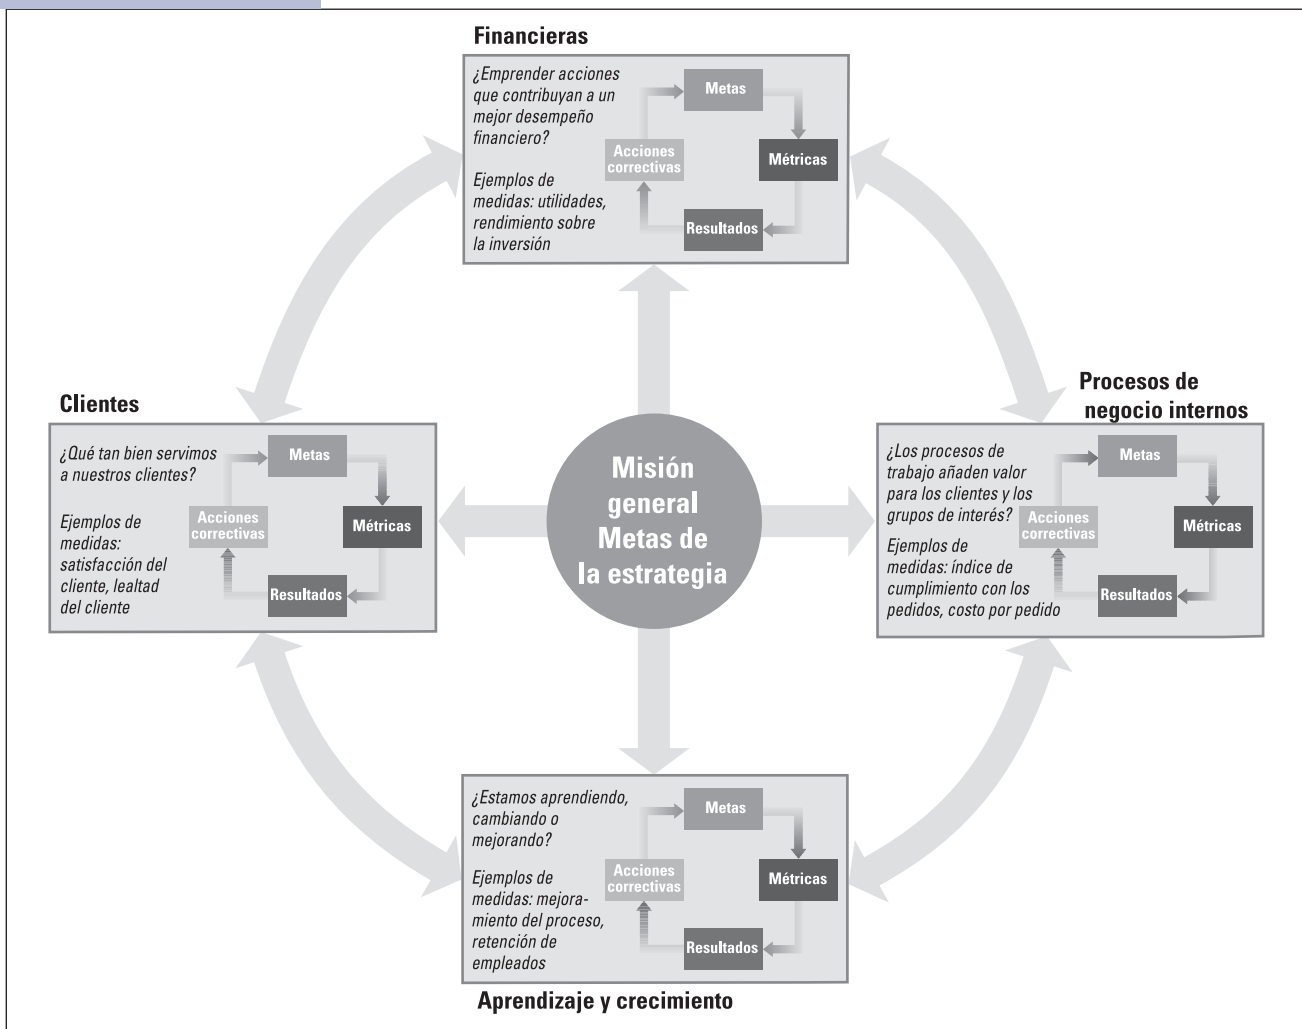 Financieras
¿Emprender acciones
que contribuyan a un
mejor desempeño
financiero?
Ejemplos de
medidas: utilidades,
rendimiento sobre
la inversión
Metas
Métricas
Resultados
Acciones
correctivas
Clientes
¿Qué tan bien servimos
a nuestros clientes?
Ejemplos de
medidas:
satisfacción del
cliente, lealtad
del cliente
Metas
Métricas
Resultados
Acciones
correctivas
Misión
general
Metas de
la estrategia
Procesos de
negocio internos
¿Los procesos de
trabajo añaden valor
para los clientes y los
grupos de interés?
Ejemplos de
medidas: índice de
cumplimiento con los
pedidos, costo por pedido
Metas
Métricas
Resultados
Acciones
correctivas
¿Estamos aprendiendo,
cambiando o
mejorando?
Ejemplos de
medidas: mejora-
miento del proceso,
retención de
empleados
Metas
Métricas
Resultados
Acciones
correctivas
Aprendizaje y crecimiento